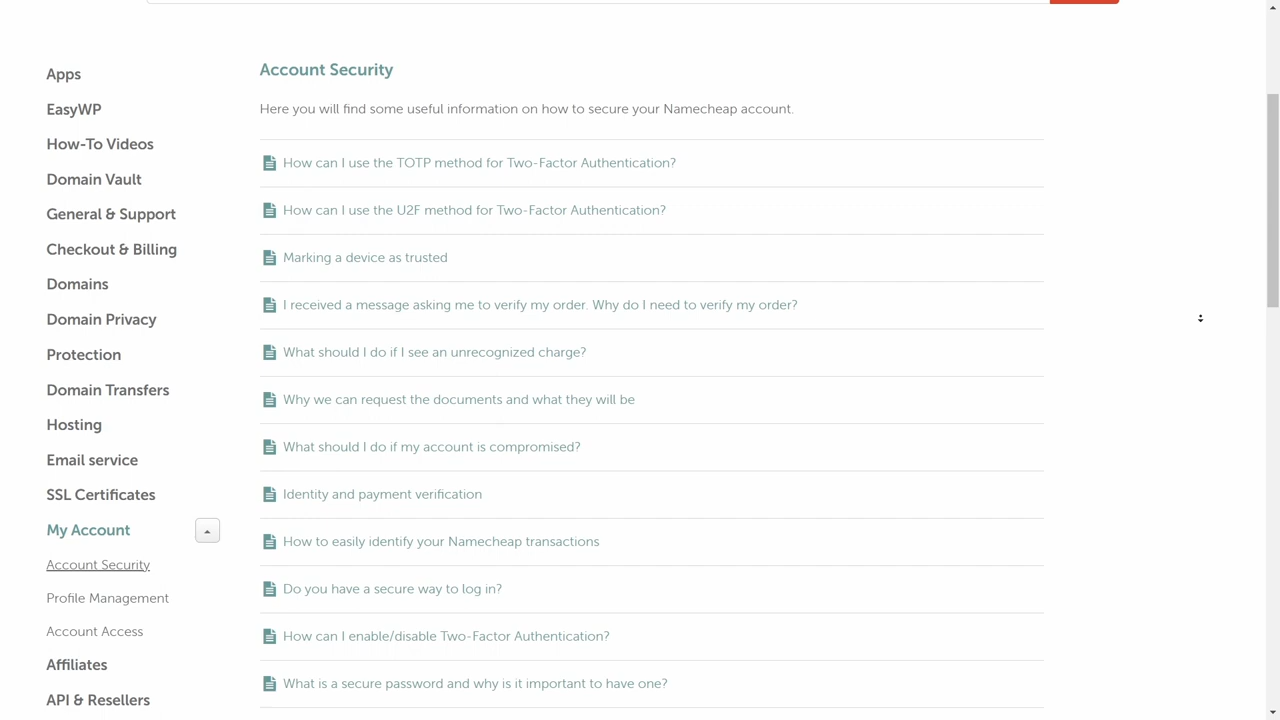 Apps
EasyWP
How-To Videos
Domain Vault
General & Support
Checkout & Billing
Domains
Domain Privacy
Protection
Domain Transfers
Hosting
Email service
SSL Certificates
My Account
Account Security
Profile Management
Account Access
Affiliates
API & Resellers
Account Security
Here you will find some useful information on how to secure your Namecheap account.
How can I use the TOTP method for Two-Factor Authentication?
How can I use the U2F method for Two-Factor Authentication?
Marking a device as trusted
I received a message asking me to verify my order. Why do I need to verify my order?
What should I do if I see an unrecognized charge?
Why we can request the documents and what they will be
What should I do if my account is compromised?
Identity and payment verification
How to easily identify your Namecheap transactions
Do you have a secure way to log in?
How can I enable/disable Two-Factor Authentication?
What is a secure password and why is it important to have one?